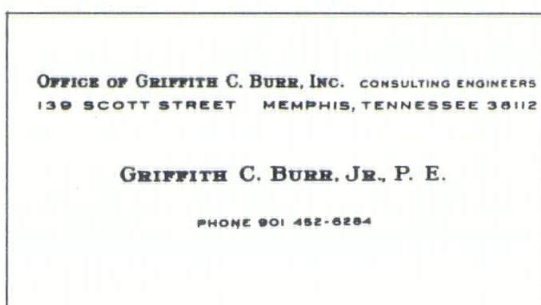 OFFICE OF GRIFFITH C. BURR, INC. CONSULTING ENGINEERS
139 SCOTT STREET MEMPHIS, TENNESSEE 38112
GRIFFITH C. BURR, JR., P. E.
PHONE 901 452-6284